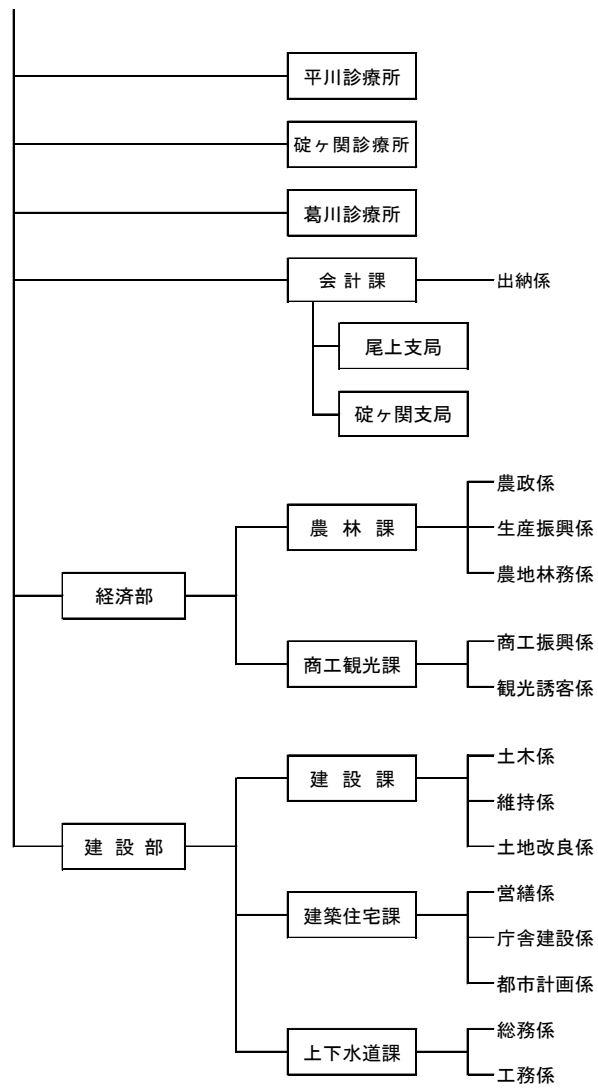 平川診療所
碇ヶ関診療所
葛川診療所
会計課 出納係
尾上支局
碇ヶ関支局
農政係
農林課 生産振興係
農地林務係
経済部
商工振興係
商工観光課
観光誘客係
土木係
建設課
維持係
建設部 土地改良係
営繕係
建築住宅課
庁舎建設係
都市計画係
総務係
上下水道課
工務係